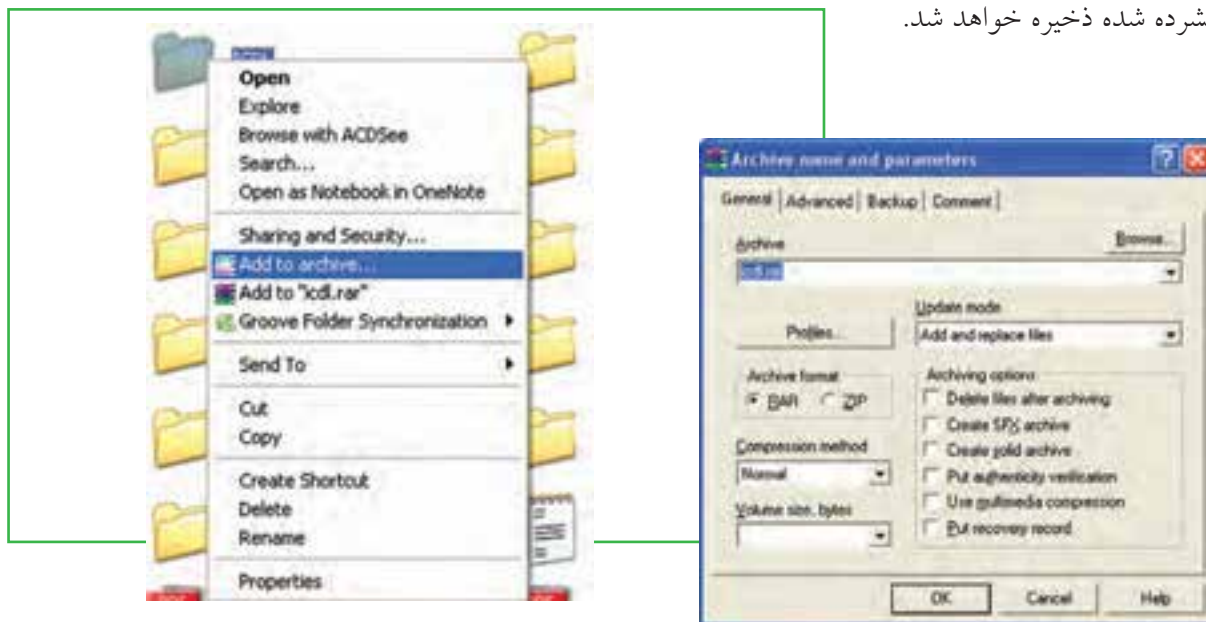 شرده شده ذخیره خواهد شد.
Open
Explore
Browse with ACDSee
Search...
Open as Notebook in OneNote
Sharing and Security...
Add to archive...
Add to "icdl.rar"
Groove Folder Synchronization
Send To
Cut
Copy
Create Shortcut
Delete
Rename
Properties
Archive name and parameters
General Advanced Backup Comment
Archive
Browse...
icdl.rar
Update mode
Profiles...
Add and replace files
Archive format
RAR ZIP
Archiving options
Delete files after archiving
Create SFX archive
Create solid archive
Compression method
Normal
Put authenticity verification
Use multimedia compression
Put recovery record
Volume size, bytes
OK Cancel Help